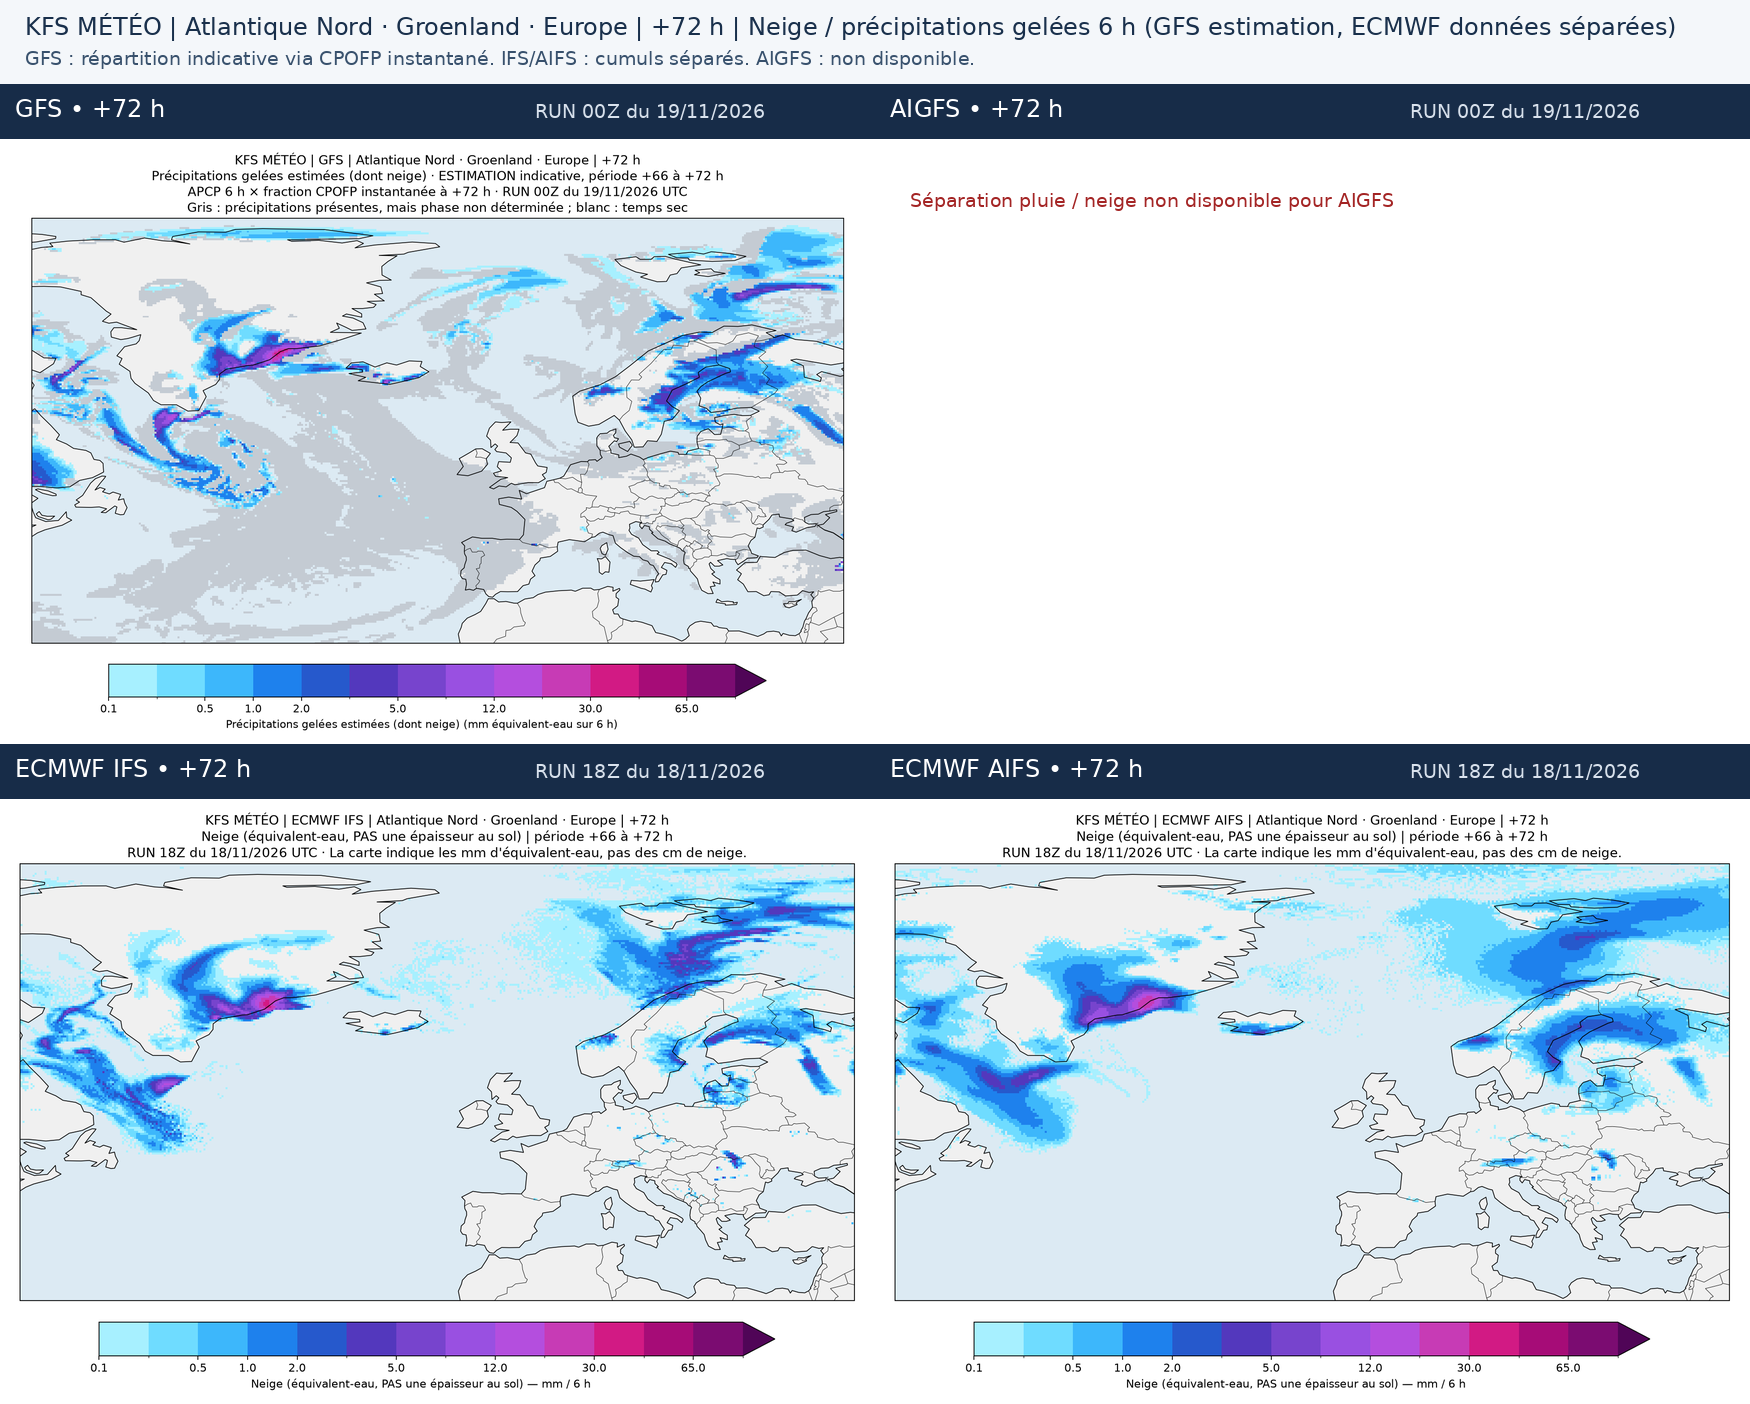 KFS MÉTÉO | Atlantique Nord · Groenland · Europe | +72 h | Neige / précipitations gelées 6 h (GFS estimation, ECMWF données séparées)
GFS : répartition indicative via CPOFP instantané. IFS/AIFS : cumuls séparés. AIGFS : non disponible.
GFS • +72 h
RUN 00Z du 19/11/2026
AIGFS • +72 h
RUN 00Z du 19/11/2026
KFS MÉTÉO | GFS | Atlantique Nord · Groenland · Europe | +72 h
Précipitations gelées estimées (dont neige) · ESTIMATION indicative, période +66 à +72 h
APCP 6 h × fraction CPOFP instantanée à +72 h · RUN 00Z du 19/11/2026 UTC
Gris : précipitations présentes, mais phase non déterminée ; blanc : temps sec
Séparation pluie / neige non disponible pour AIGFS
0.1 0.5 1.0 2.0 5.0 12.0 30.0 65.0
Précipitations gelées estimées (dont neige) (mm équivalent-eau sur 6 h)
ECMWF IFS • +72 h
RUN 18Z du 18/11/2026
ECMWF AIFS • +72 h
RUN 18Z du 18/11/2026
KFS MÉTÉO | ECMWF IFS | Atlantique Nord · Groenland · Europe | +72 h
Neige (équivalent-eau, PAS une épaisseur au sol) | période +66 à +72 h
RUN 18Z du 18/11/2026 UTC · La carte indique les mm d'équivalent-eau, pas des cm de neige.
KFS MÉTÉO | ECMWF AIFS | Atlantique Nord · Groenland · Europe | +72 h
Neige (équivalent-eau, PAS une épaisseur au sol) | période +66 à +72 h
RUN 18Z du 18/11/2026 UTC · La carte indique les mm d'équivalent-eau, pas des cm de neige.
0.1 0.5 1.0 2.0 5.0 12.0 30.0 65.0
Neige (équivalent-eau, PAS une épaisseur au sol) — mm / 6 h
0.1 0.5 1.0 2.0 5.0 12.0 30.0 65.0
Neige (équivalent-eau, PAS une épaisseur au sol) — mm / 6 h